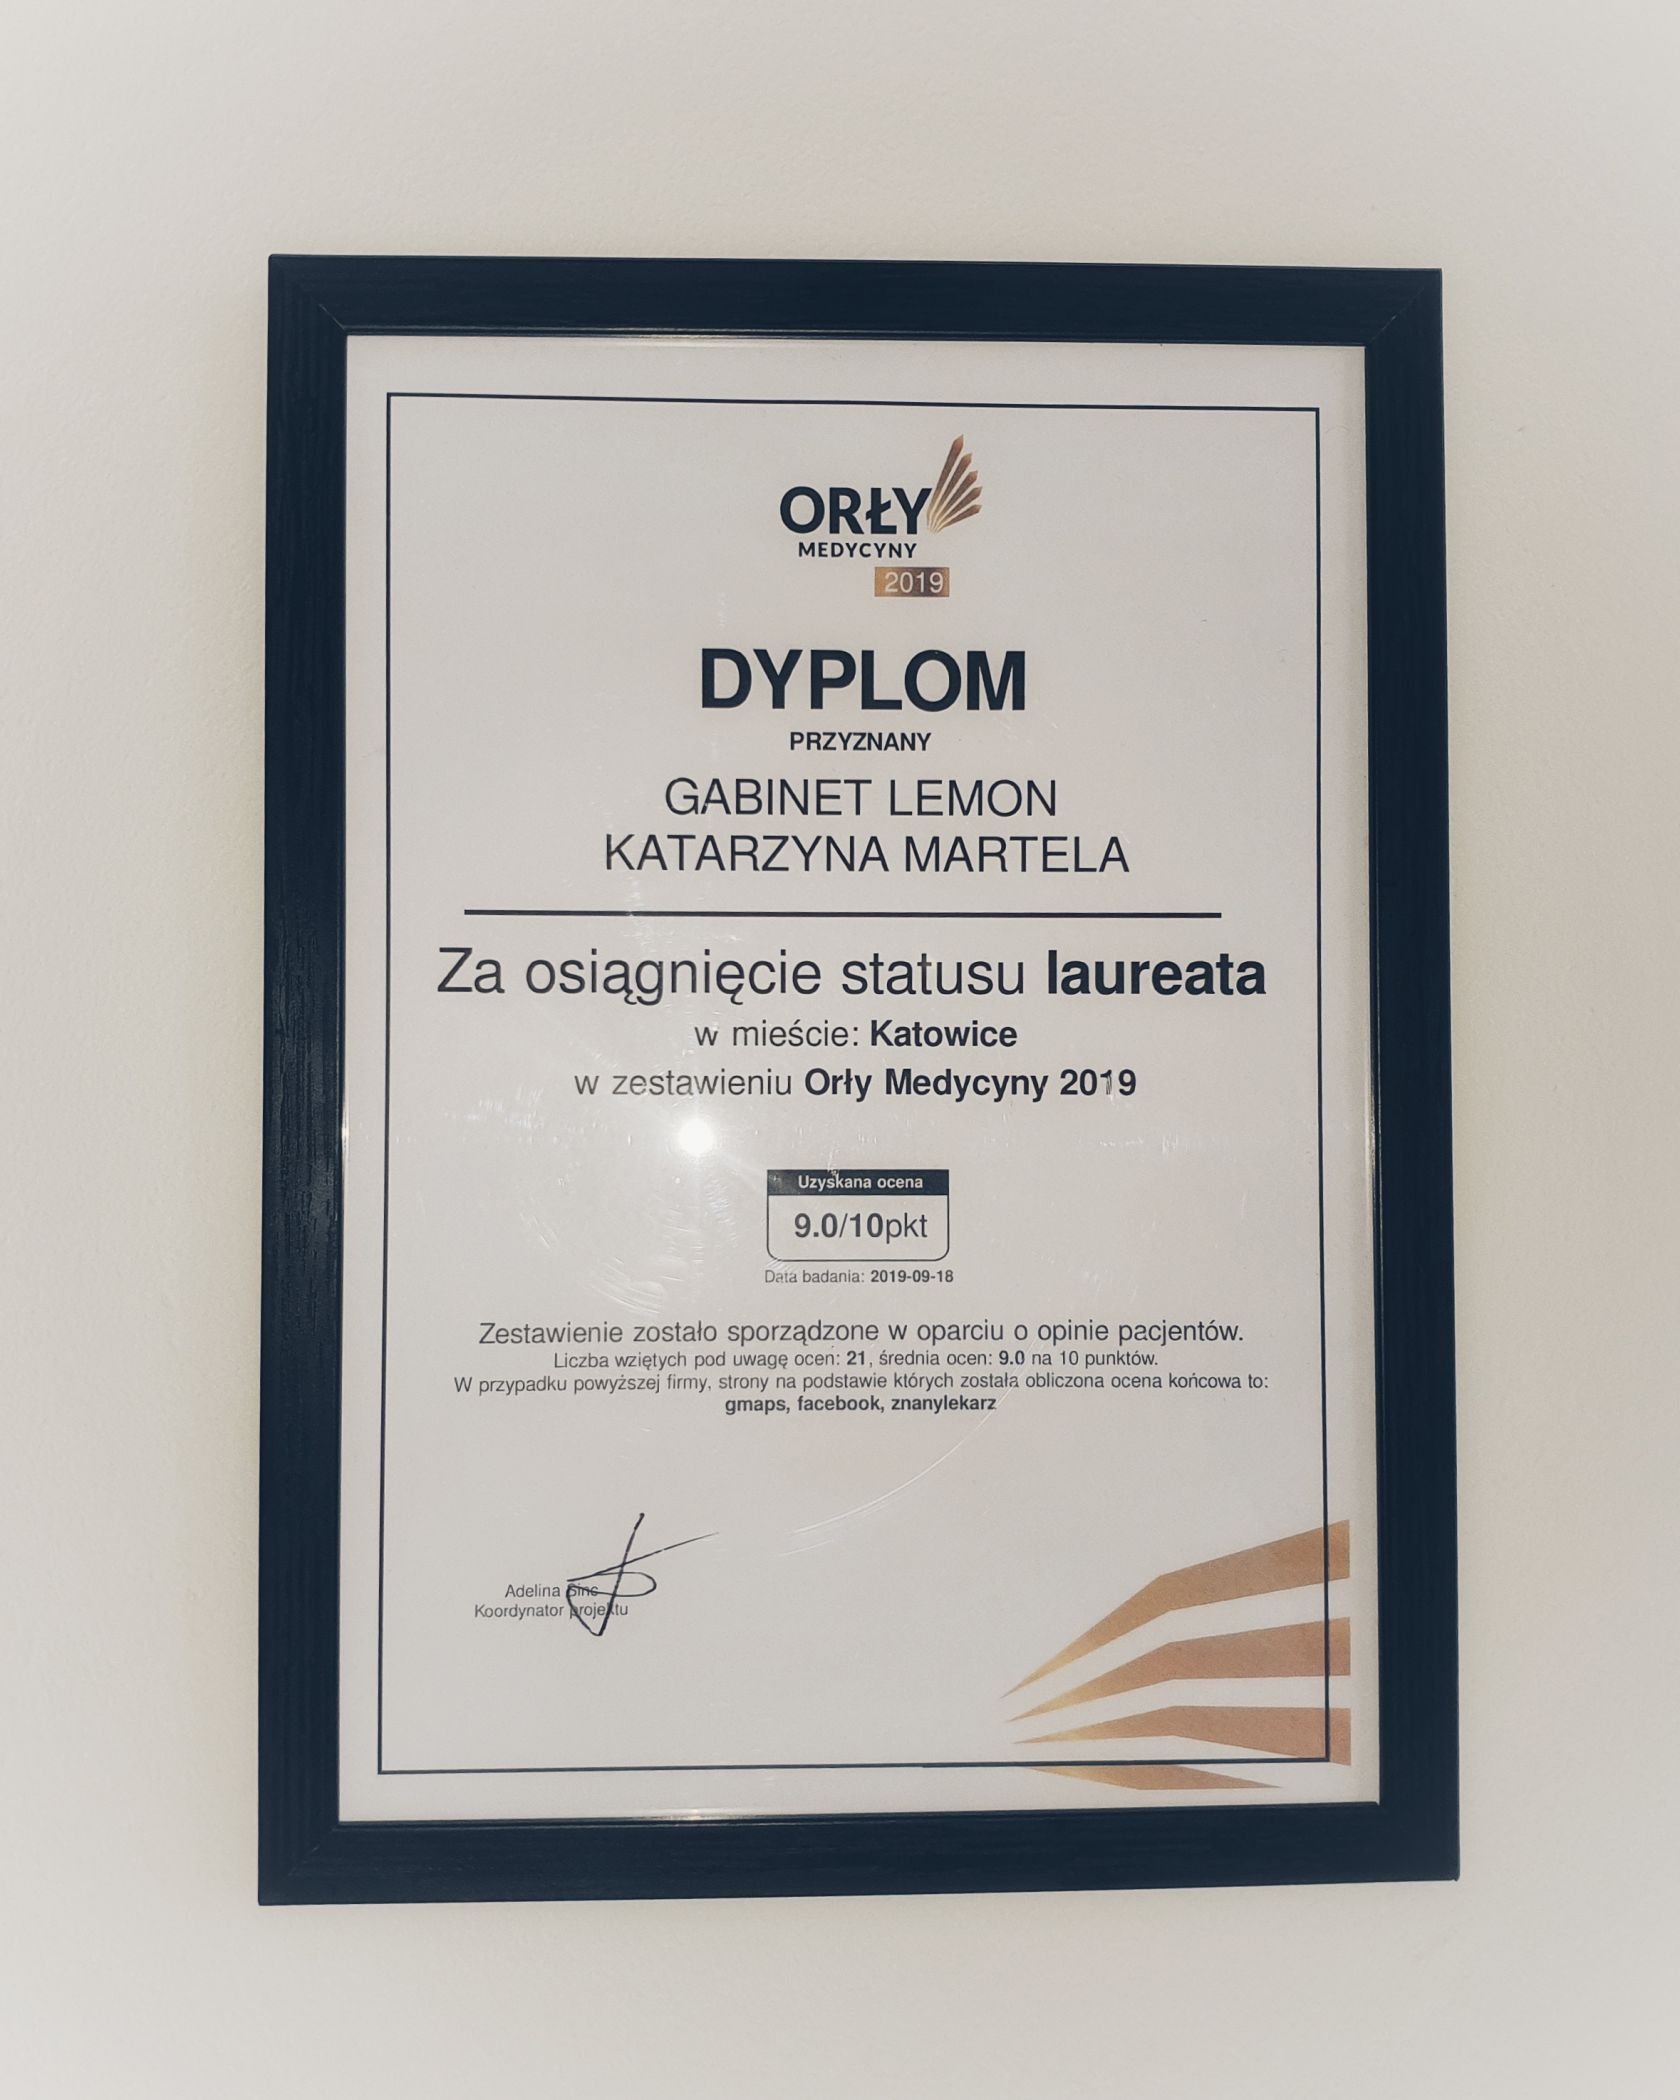 ORŁY
MEDYCYNY
2019
DYPLOM
PRZYZNANY
GABINET LEMON
KATARZYNA MARTELA
Za osiągnięcie statusu laureata
w mieście: Katowice
w zestawieniu Orły Medycyny 2019
Uzyskana ocena
9.0/10pkt
Data badania: 2019-09-18
Zestawienie zostało sporządzone w oparciu o opinie pacjentów.
Liczba wziętych pod uwagę ocen: 21, średnia ocen: 9.0 na 10 punktów.
W przypadku powyższej firmy, strony na podstawie których została obliczona ocena końcowa to:
gmaps, facebook, znanylekarz
Adelina Sinc
Koordynator projektu